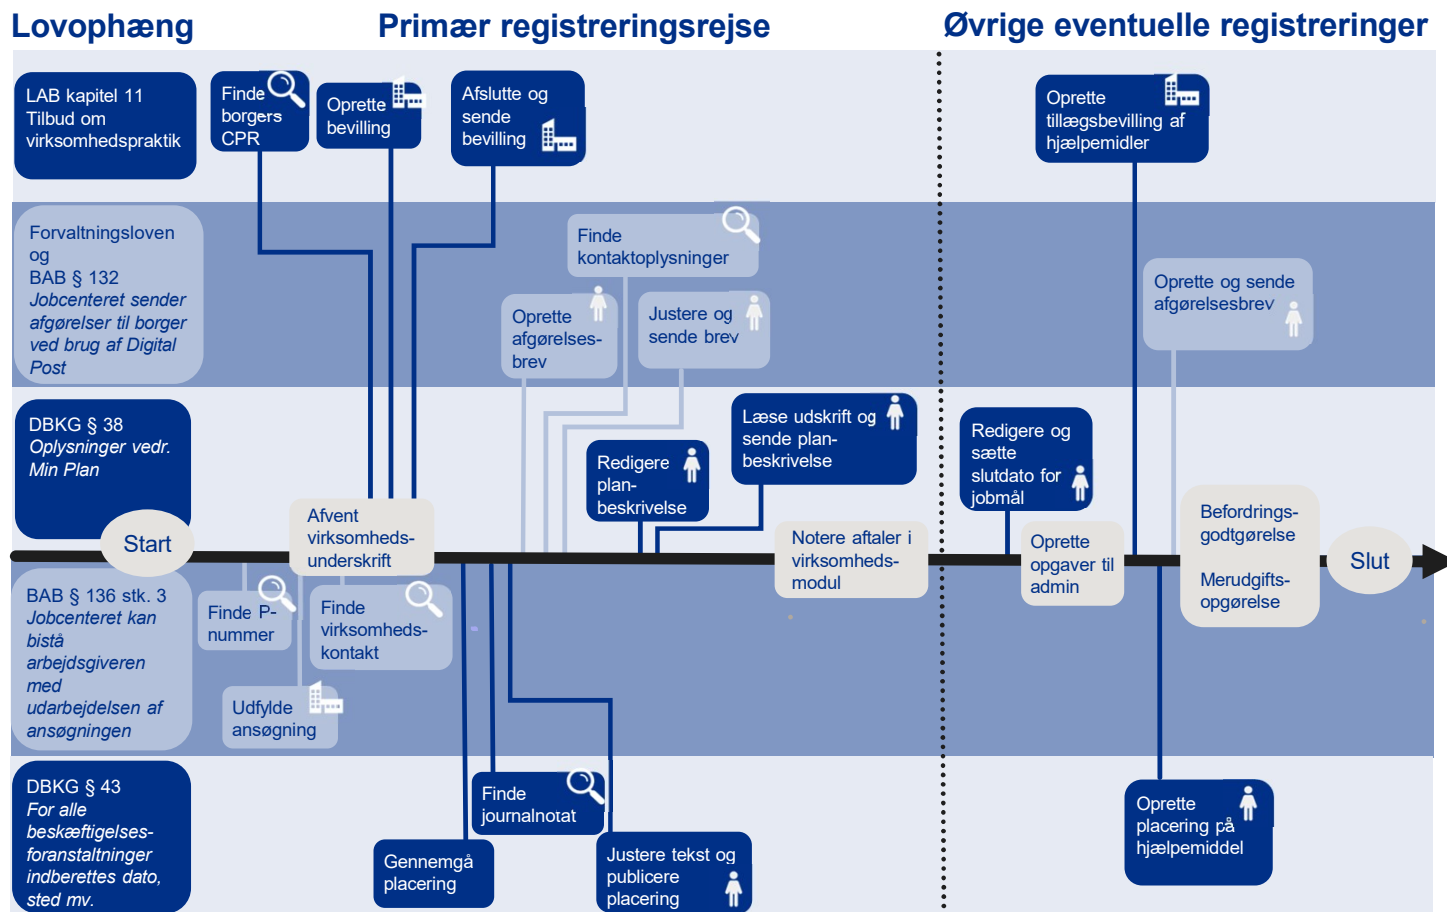 Lovophæng
Primær registreringsrejse
Øvrige eventuelle registreringer
LAB kapitel 11
Tilbud om
virksomhedspraktik
Finde
borgers
CPR
Oprette
bevilling
Afslutte og
sende
bevilling
Oprette
tillægsbevilling af
hjælpemidler
Forvaltningsloven
og
BAB § 132
Jobcenteret sender
afgørelser til borger
ved brug af Digital
Post
Finde
kontaktoplysninger
Oprette
afgørelses-
brev
Justere og
sende brev
Oprette og sende
afgørelsesbrev
DBKG § 38
Oplysninger vedr.
Min Plan
Redigere
plan-
beskrivelse
Læse udskrift og
sende plan-
beskrivelse
Redigere og
sætte
slutdato for
jobmål
Start
Afvent
virksomheds-
underskrift
Notere aftaler i
virksomheds-
modul
Oprette
opgaver til
admin
Befordrings-
godtgørelse
Merudgifts-
opgørelse
Slut
BAB § 136 stk. 3
Jobcenteret kan
bistå
arbejdsgiveren
med
udarbejdelsen af
ansøgningen
Finde P-
nummer
Finde
virksomheds-
kontakt
Udfylde
ansøgning
DBKG § 43
For alle
beskæftigelses-
foranstaltninger
indberettes dato,
sted mv.
Gennemgå
placering
Finde
journalnotat
Justere tekst og
publicere
placering
Oprette
placering på
hjælpemiddel